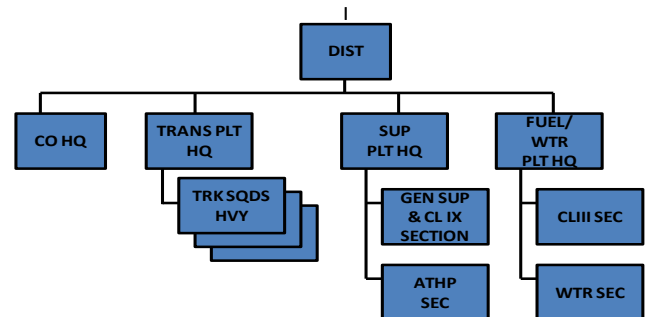 DIST
CO HQ
TRANS PLT
HQ
SUP
PLT HQ
FUEL/
WTR
PLT HQ
TRK SQDS
HVY
GEN SUP
& CL IX
SECTION
CLIII SEC
ATHP
SEC
WTR SEC